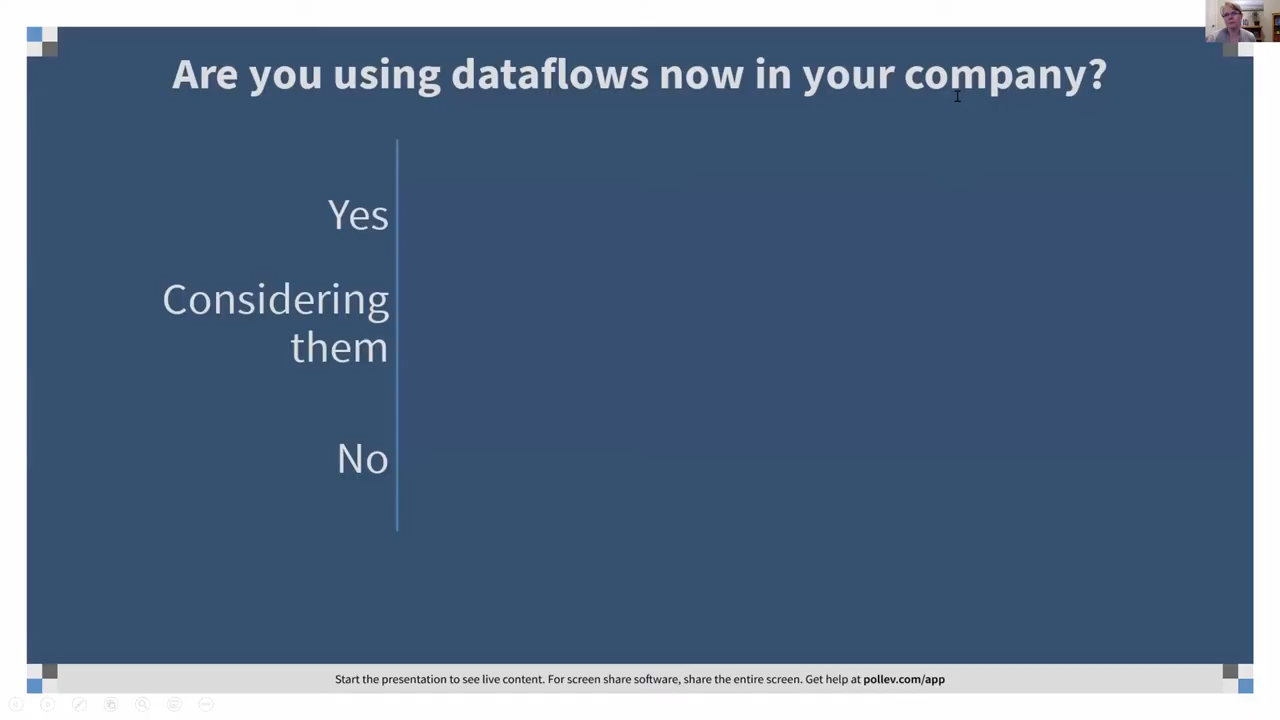 Are you using dataflows now in your company?
Yes
Considering
them
No
Start the presentation to see live content. For screen share software, share the entire screen. Get help at pollev.com/app